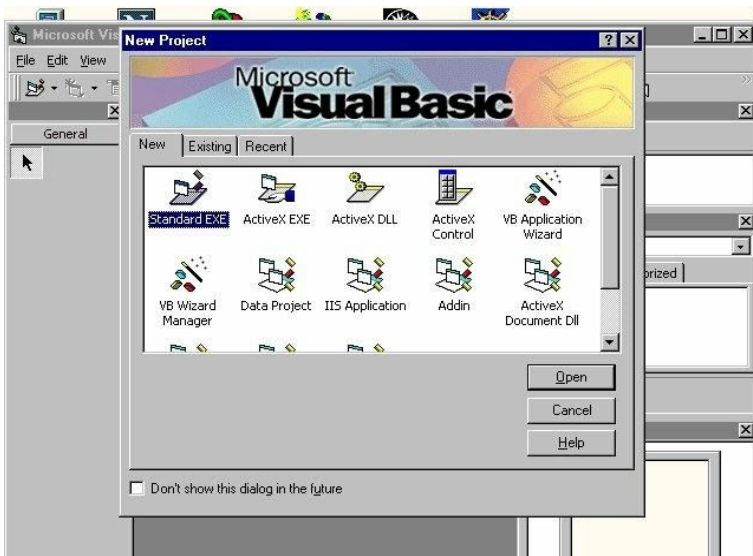 Microsoft Vis
New Project
File Edit View
Microsoft
Visual Basic
General
New Existing Recent
Standard EXE
ActiveX EXE
ActiveX DLL
ActiveX
Control
VB Application
Wizard
VB Wizard
Manager
Data Project
IIS Application
Addin
ActiveX
Document Dll
orized
Open
Cancel
Help
Don't show this dialog in the future